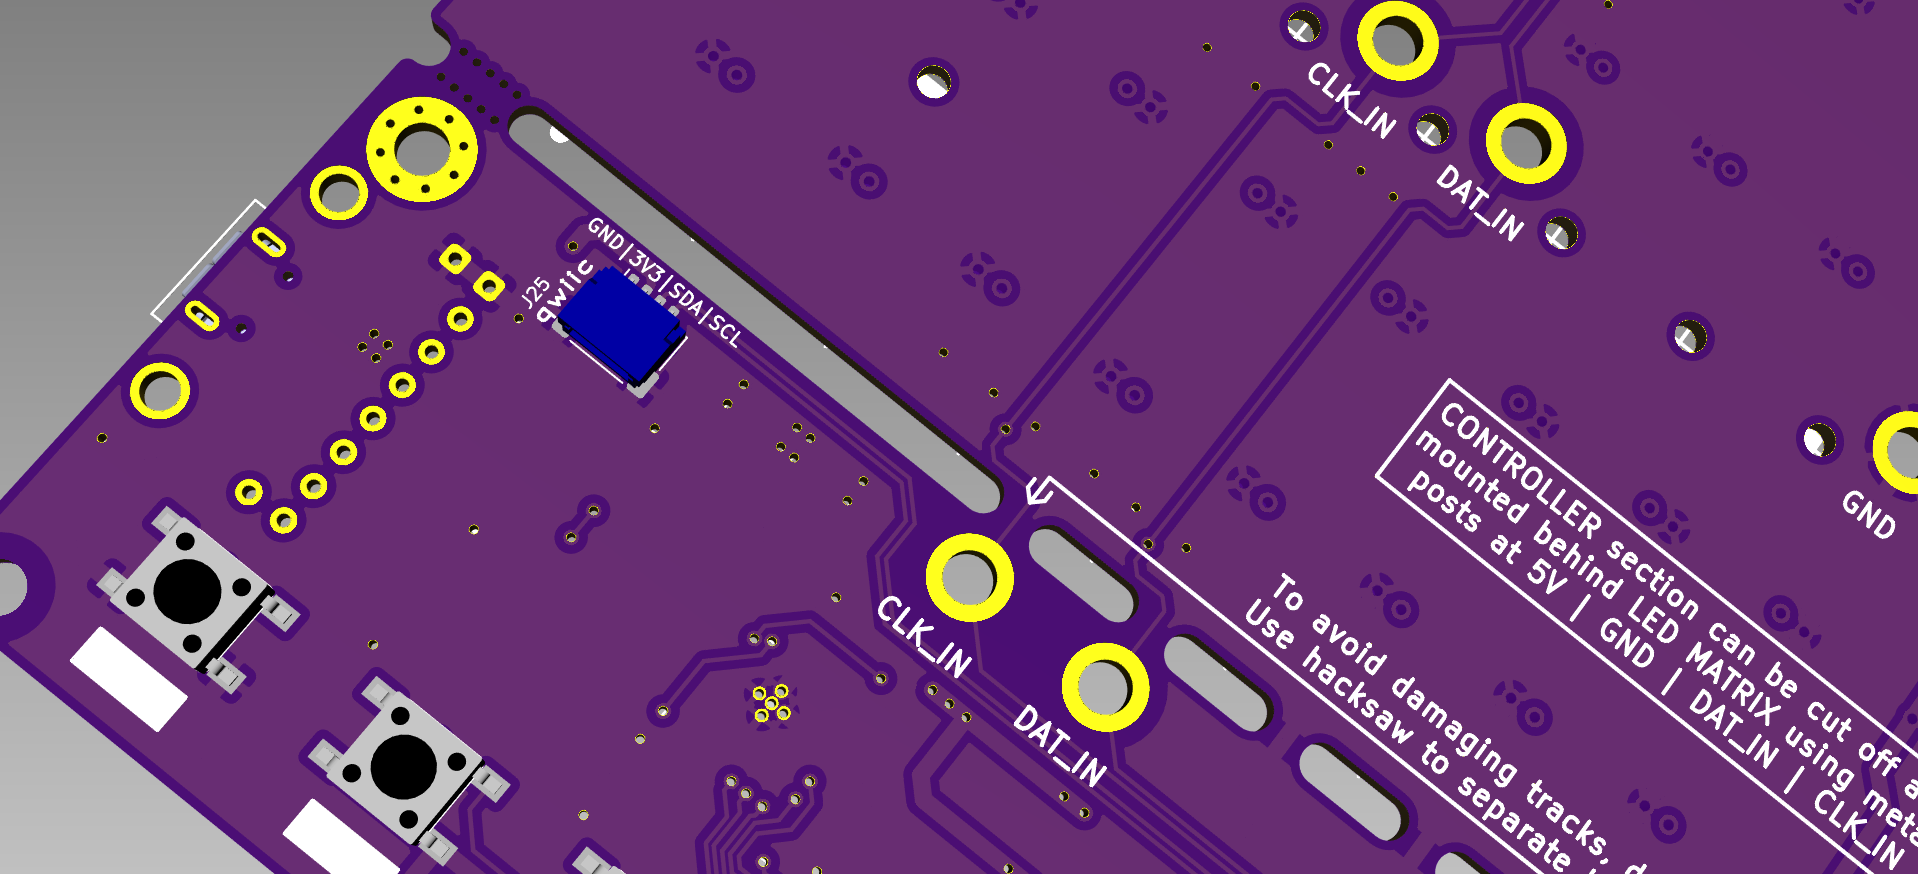 CLK_IN
DAT_IN
GND|3V3|SDA|SCL
J25
qwiic
CONTROLLER section can be cut off
mounted behind LED MATRIX using
posts at 5V | GND | DAT_IN | CLK_IN
GND
To avoid damaging tracks,
Use hacksaw to separate
CLK_IN
DAT_IN